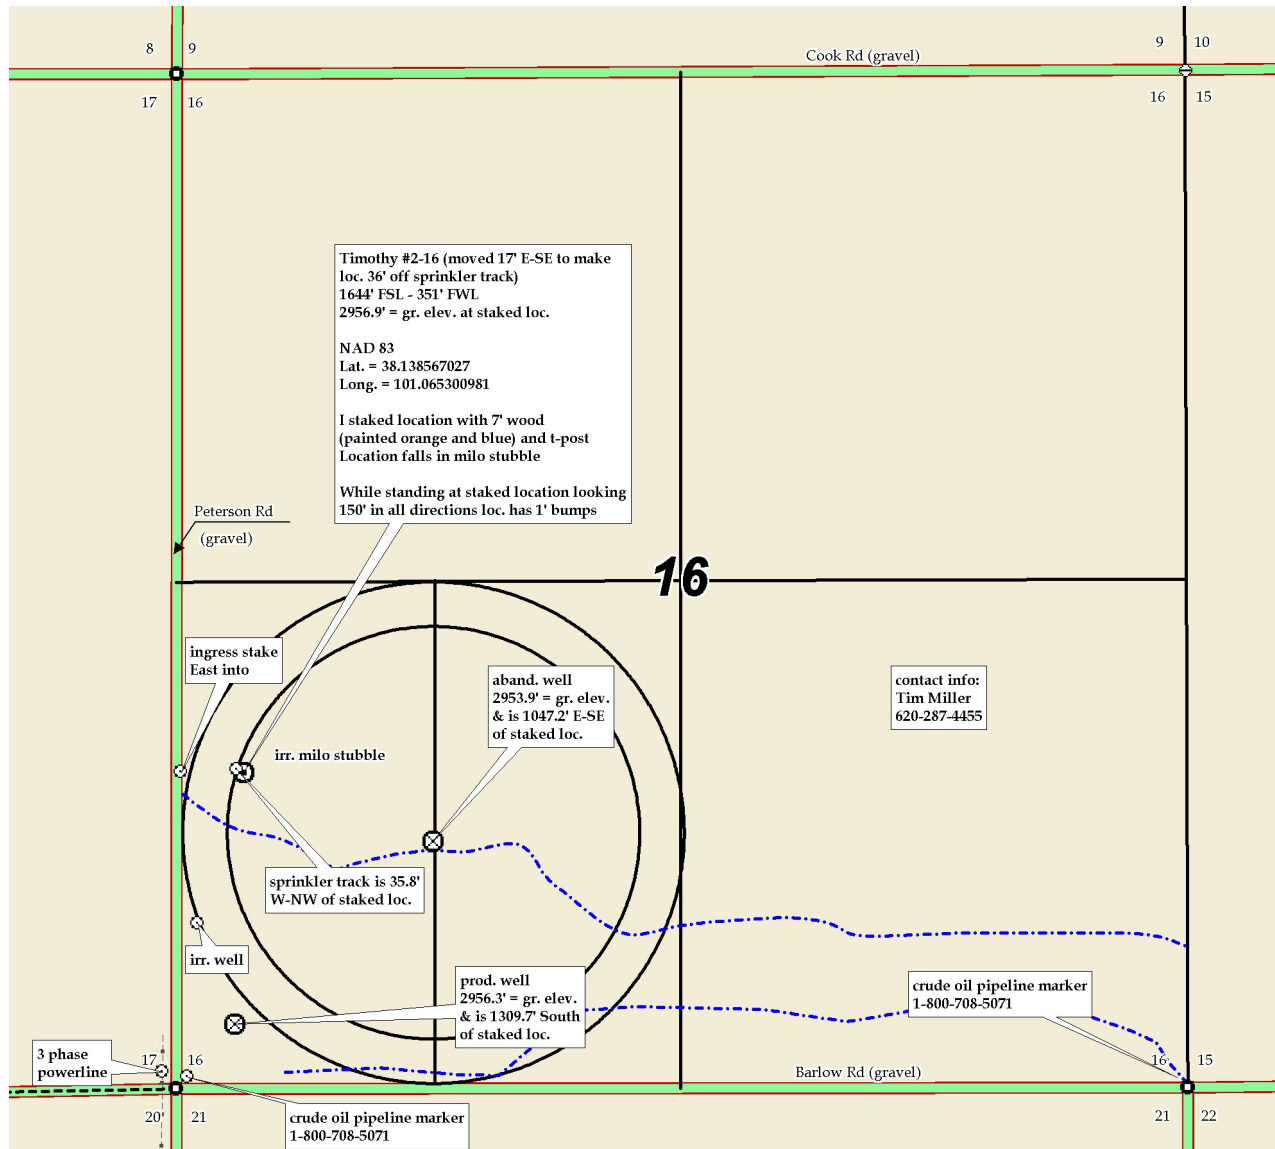 8
9
9
10
Cook Rd (gravel)
17
16
16
15
Timothy #2-16 (moved 17' E-SE to make
loc. 36' off sprinkler track)
1644' FSL - 351' FWL
2956.9' = gr. elev. at staked loc.
NAD 83
Lat. = 38.138567027
Long. = 101.065300981
I staked location with 7' wood
(painted orange and blue) and t-post
Location falls in milo stubble
While standing at staked location looking
150' in all directions loc. has 1' bumps
Peterson Rd
(gravel)
16
ingress stake
East into
aband. well
2953.9' = gr. elev.
& is 1047.2' E-SE
of staked loc.
contact info:
Tim Miller
620-287-4455
irr. milo stubble
sprinkler track is 35.8'
W-NW of staked loc.
irr. well
prod. well
2956.3' = gr. elev.
& is 1309.7' South
of staked loc.
crude oil pipeline marker
1-800-708-5071
3 phase
powerline
17
16
16
15
Barlow Rd (gravel)
20
21
21
22
crude oil pipeline marker
1-800-708-5071